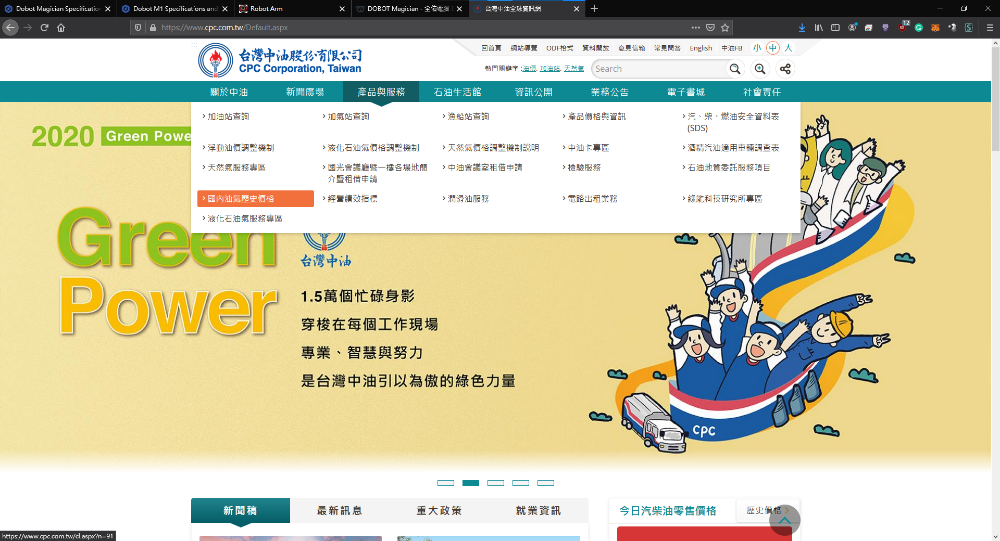 Dobot Magician Specification
Dobot M1 Specifications and
Robot Arm
DOBOT Magician - 全佑電腦
台灣中油全球資訊網
https://www.cpc.com.tw/Default.aspx
12
台灣中油股份有限公司
CPC Corporation, Taiwan
回首頁
網站導覽
ODF格式
資料開放
意見信箱
常見問答
English
中油FB
小
中
大
熱門關鍵字 :油價, 加油站, 天然氣
Search
關於中油
新聞廣場
產品與服務
石油生活館
資訊公開
業務公告
電子書城
社會責任
加油站查詢
加氣站查詢
漁船站查詢
產品價格與資訊
汽、柴、燃油安全資料表
(SDS)
浮動油價調整機制
液化石油氣價格調整機制
天然氣價格調整機制說明
中油卡專區
酒精汽油適用車輛調查表
天然氣服務專區
國光會議廳暨一樓各場地簡
介暨租借申請
中油會議室租借申請
檢驗服務
石油地質委託服務項目
國內油氣歷史價格
經營績效指標
潤滑油服務
電路出租業務
綠能科技研究所專區
液化石油氣服務專區
2020 Green Powe
Green
Power
台灣中油
1.5萬個忙碌身影
穿梭在每個工作現場
專業、智慧與努力
是台灣中油引以為傲的綠色力量
CPC
新聞稿
最新訊息
重大政策
就業資訊
今日汽柴油零售價格
歷史價格
https://www.cpc.com.tw/cl.aspx?n=91